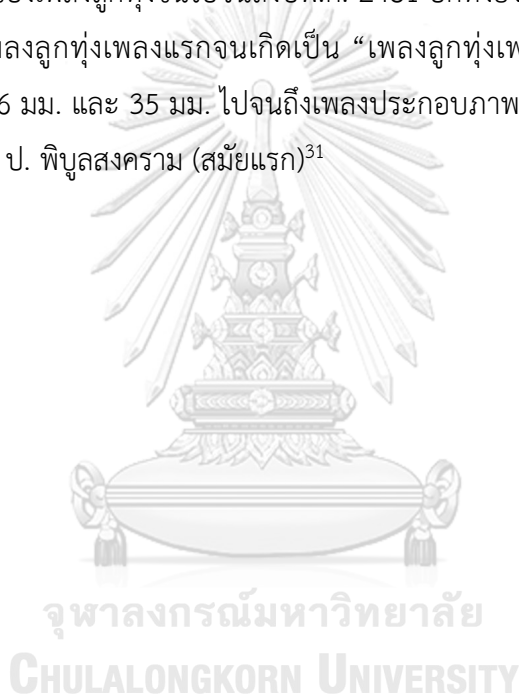 เพลงลูกทุ่งเพลงแรกจนเกิดเป็น “เพลงลูกทุ่งเพ
6 มม. และ 35 มม. ไปจนถึงเพลงประกอบภาพ
ป. พิบูลสงคราม (สมัยแรก)31
จุฬาลงกรณ์มหาวิทยาลัย
CHULALONGKORN UNIVERSITY